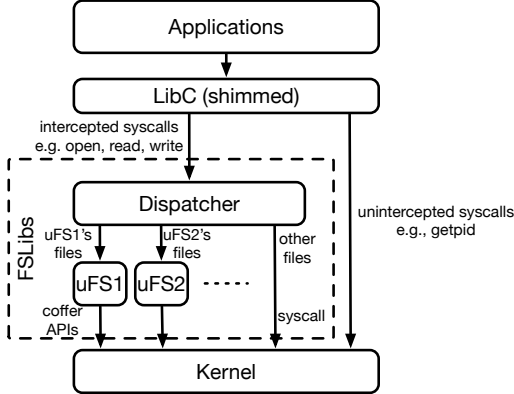 Applications
LibC (shimmed)
intercepted syscalls
e.g. open, read, write
unintercepted syscalls
e.g., getpid
FSLibs
Dispatcher
uFS1's
files
uFS2's
files
other
files
uFS1
uFS2
......
coffer
APIs
syscall
Kernel